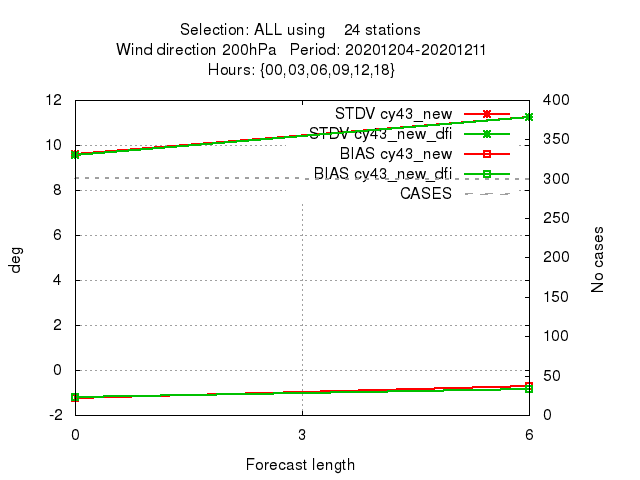 Selection: ALL using 24 stations
Wind direction 200hPa Period: 20201204-20201211
Hours: {00,03,06,09,12,18}
12 400
STDV cy43_new
STDV cy43_new_dfi
BIAS cy43_new
BIAS cy43_new_dfi
CASES
10 350
8 300
6 250
4 200
2 150
0 100
-2 50
0
deg
No cases
0 3 6
Forecast length